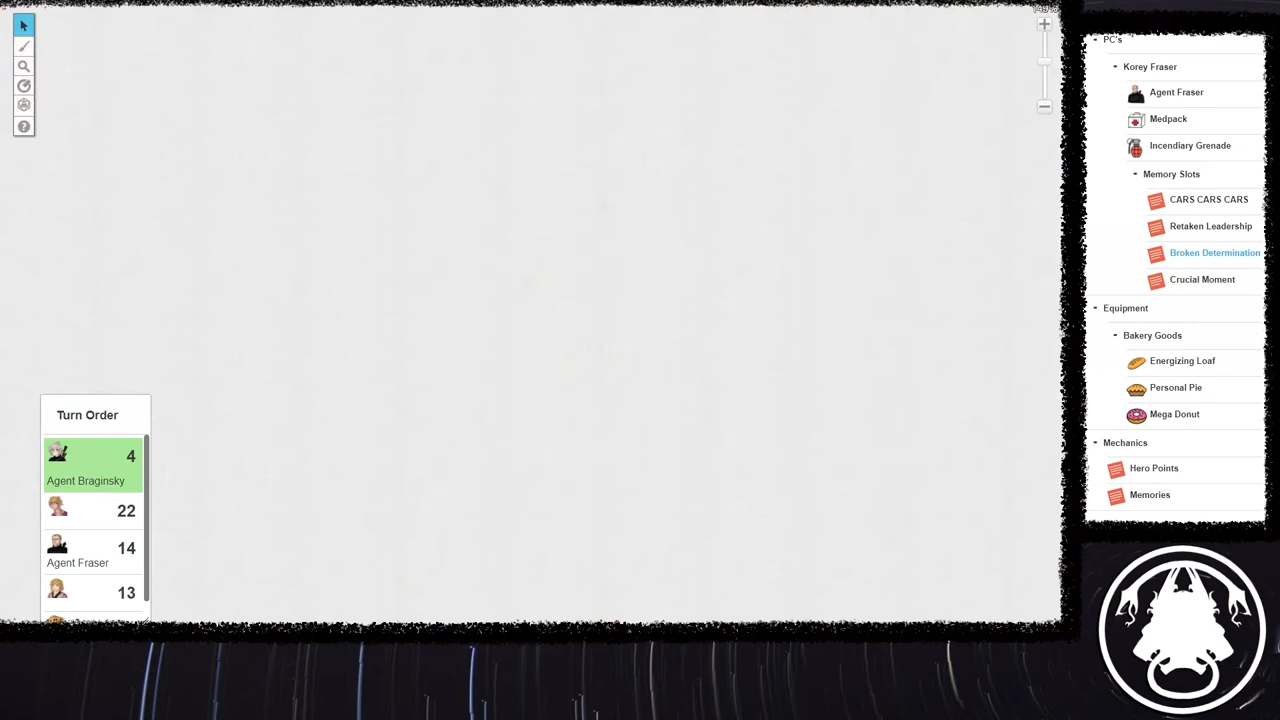 PC's
Korey Fraser
Agent Fraser
Medpack
Incendiary Grenade
Memory Slots
CARS CARS CARS
Retaken Leadership
Broken Determination
Crucial Moment
Equipment
Bakery Goods
Energizing Loaf
Personal Pie
Mega Donut
Mechanics
Hero Points
Memories
Turn Order
4
Agent Braginsky
22
14
Agent Fraser
13